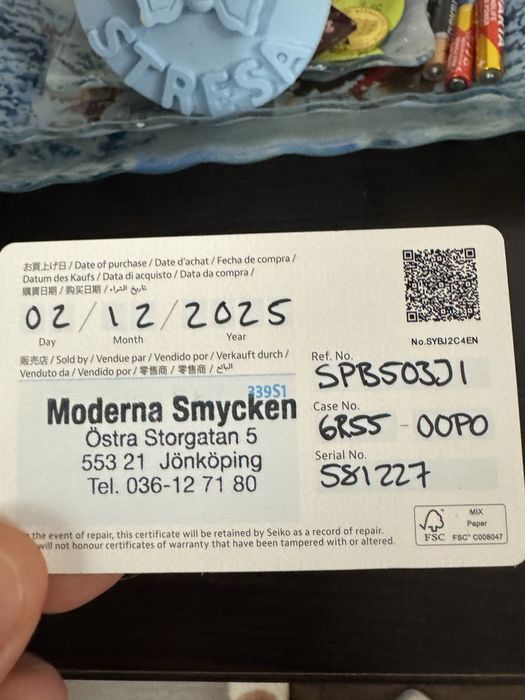 STRESA
お買上げ日 / Date of purchase / Date d'achat / Fecha de compra /
Datum des Kaufs / Data di acquisto / Data da compra /
購買日期 / 购买日期 / تاريخ الشراء
02 / 12 / 2025
Day Month Year
No.SYBJ2C4EN
販売店 / Sold by / Vendue par / Vendido por / Verkauft durch /
Venduto da / Vendido por / 零售商 / 零售商 / البائع
339S1
Moderna Smycken
Östra Storgatan 5
553 21 Jönköping
Tel. 036-12 71 80
Ref. No.
SPB503J1
Case No.
6R55 - 00P0
Serial No.
581227
the event of repair, this certificate will be retained by Seiko as a record of repair.
will not honour certificates of warranty that have been tampered with or altered.
FSC
MIX
Paper
FSC® C008047